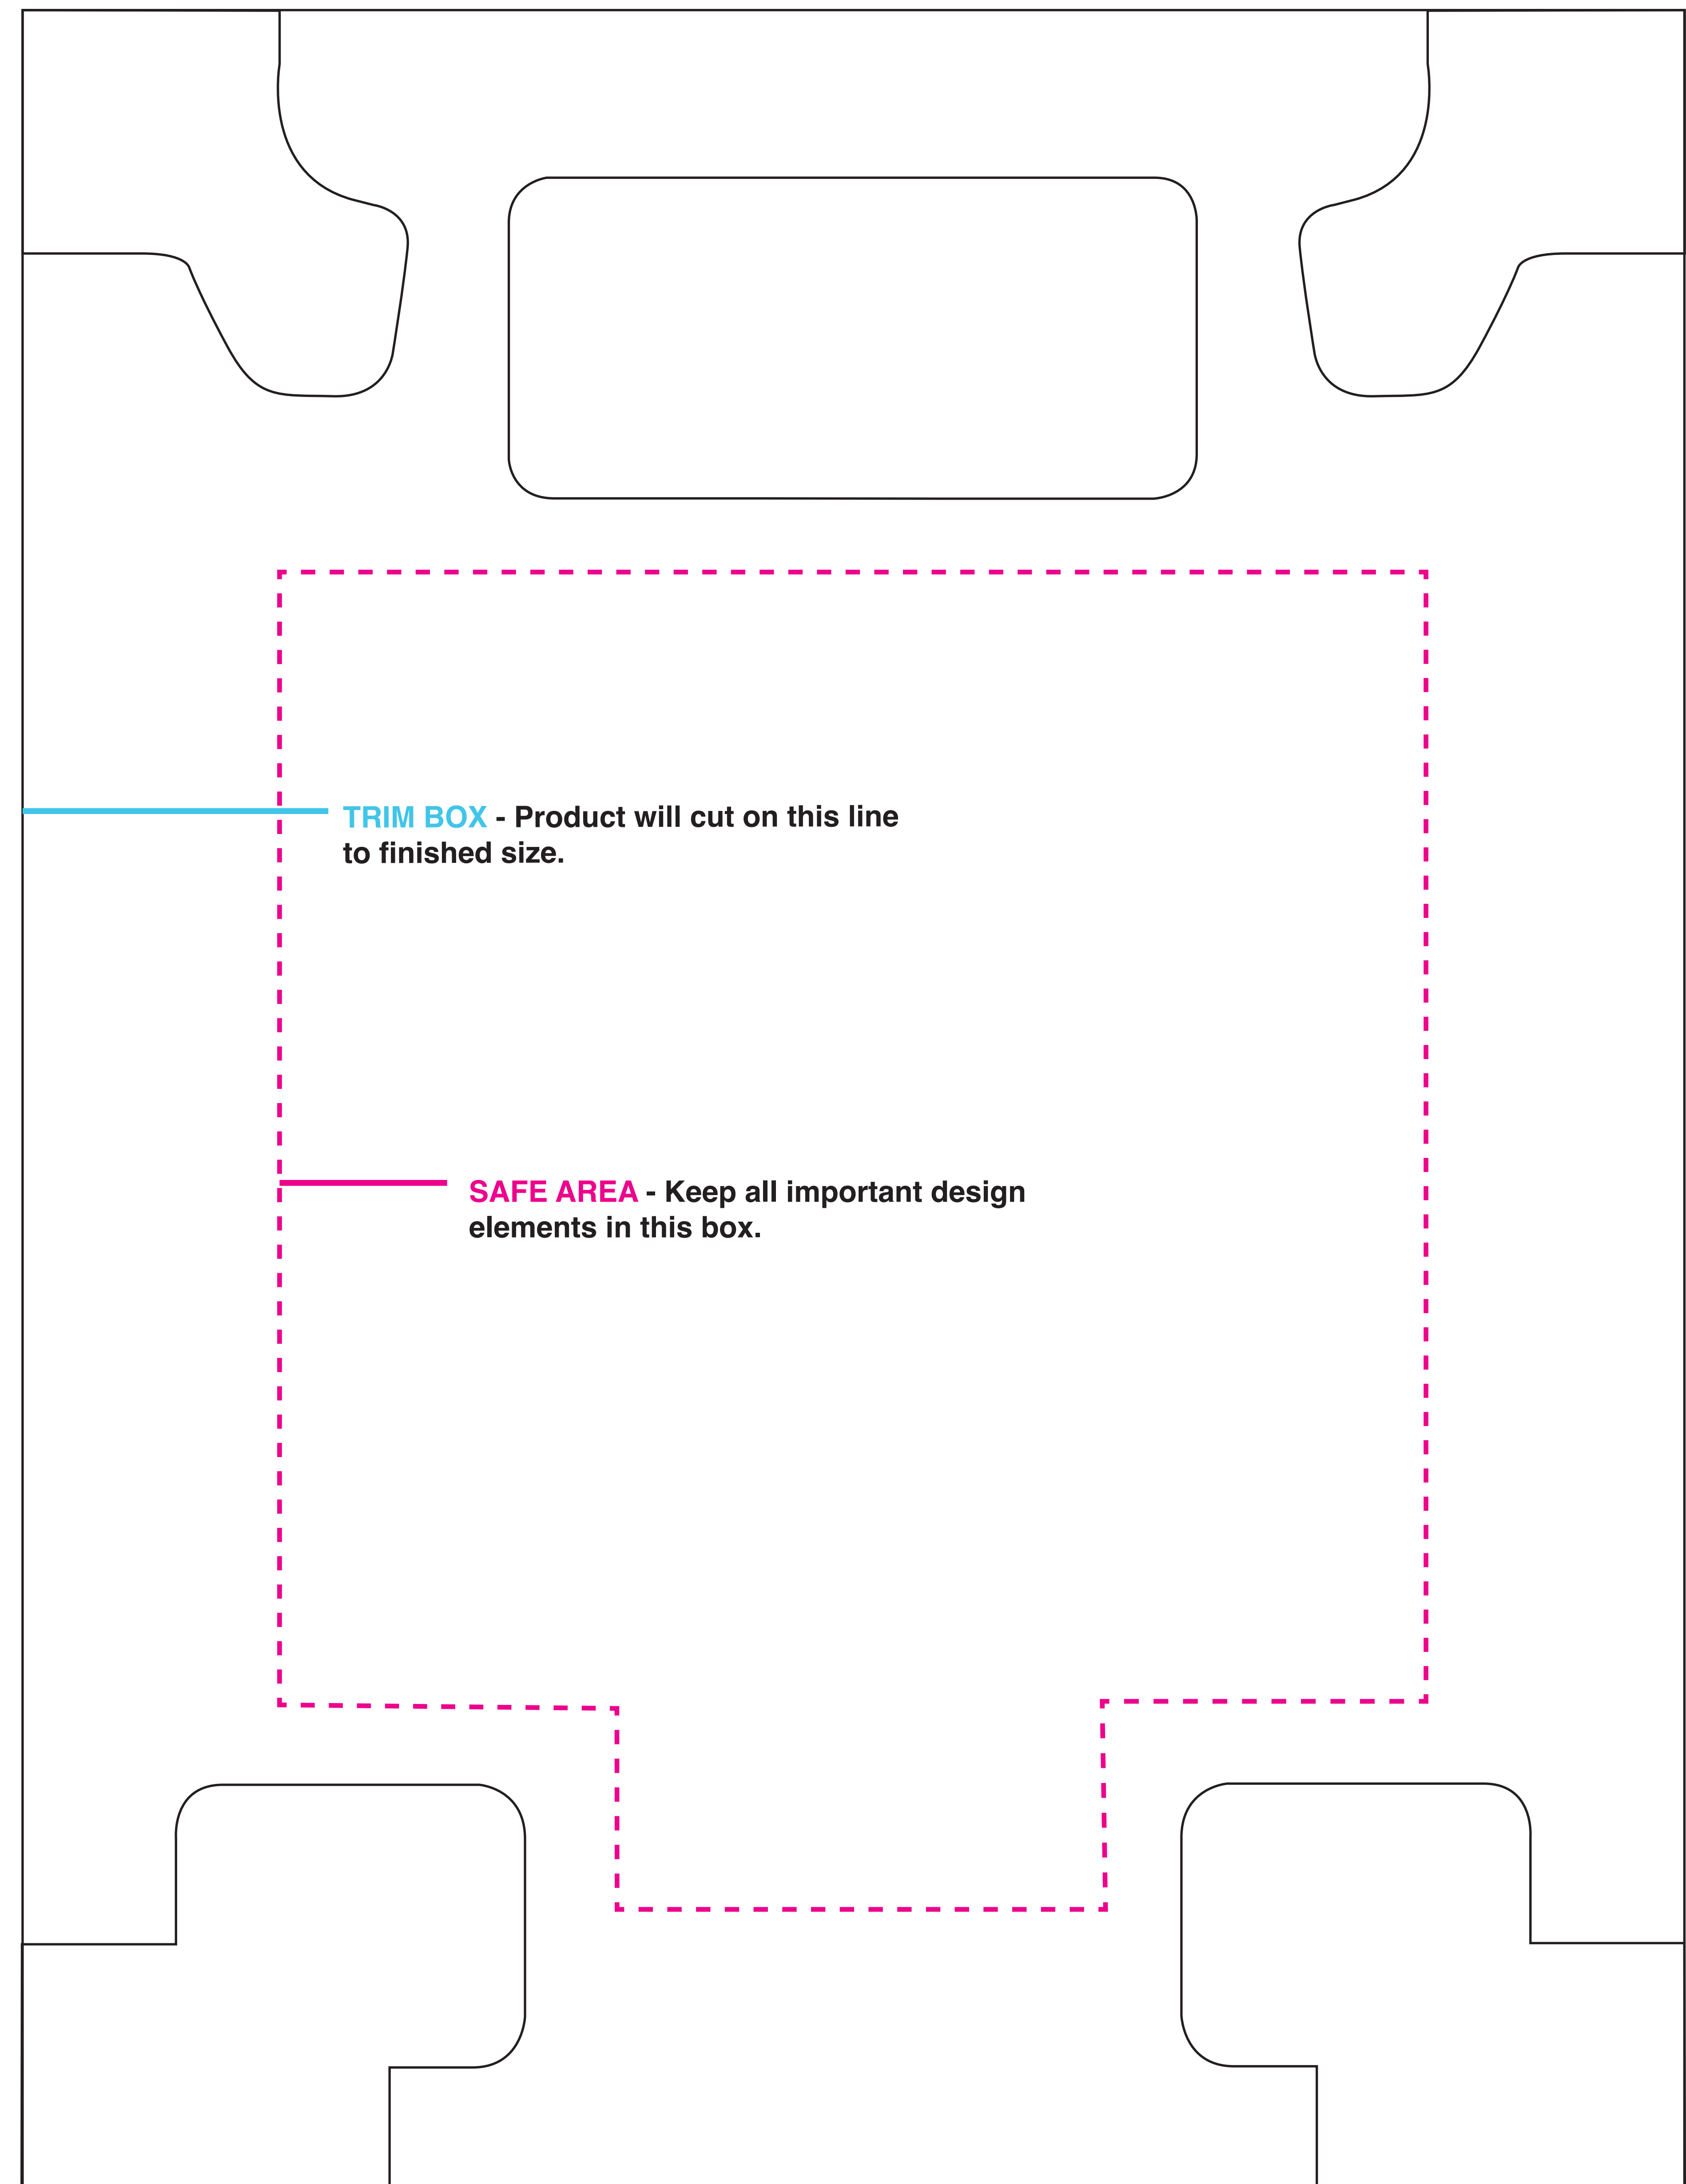 TRIM BOX - Product will cut on this line
to finished size.
SAFE AREA - Keep all important design
elements in this box.